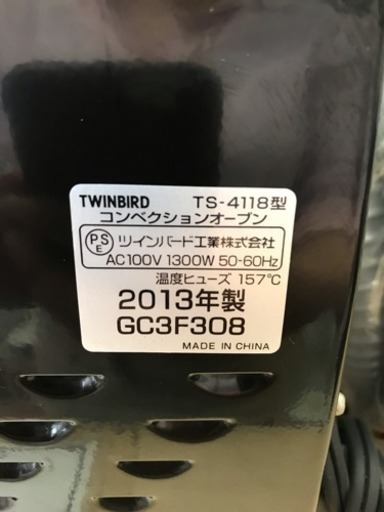 TWINBIRD TS-4118型
コンベクションオーブン
PSE ツインバード工業株式会社
AC100V 1300W 50-60Hz
温度ヒューズ 157℃
2013年製
GC3F308
MADE IN CHINA